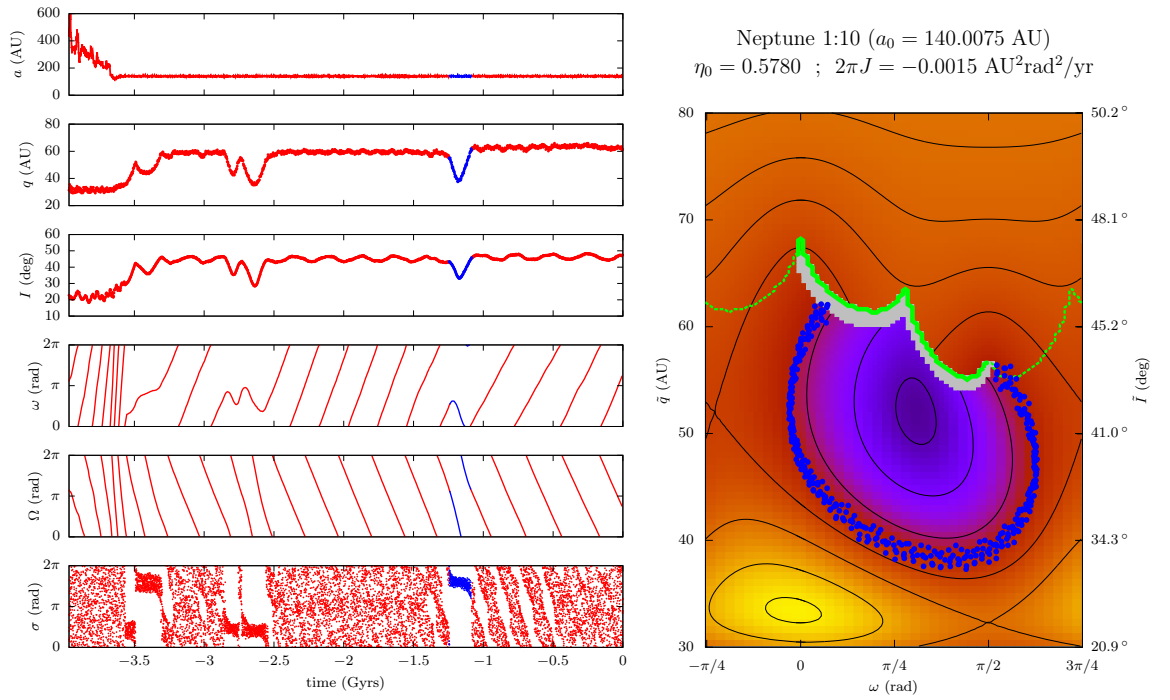 600
400
200
0
a (AU)
80
60
40
20
q (AU)
60
50
40
30
20
10
I (deg)
2π
π
0
ω (rad)
2π
π
0
Ω (rad)
2π
π
0
σ (rad)
−3.5 −3 −2.5 −2 −1.5 −1 −0.5 0
time (Gyrs)
Neptune 1:10 (a₀ = 140.0075 AU)
η₀ = 0.5780 ; 2πJ = −0.0015 AU²rad²/yr
80 50.2°
70 48.1°
60 45.2°
50 41.0°
40 34.3°
30 20.9°
q̃ (AU)
Ĩ (deg)
−π/4 0 π/4 π/2 3π/4
ω (rad)